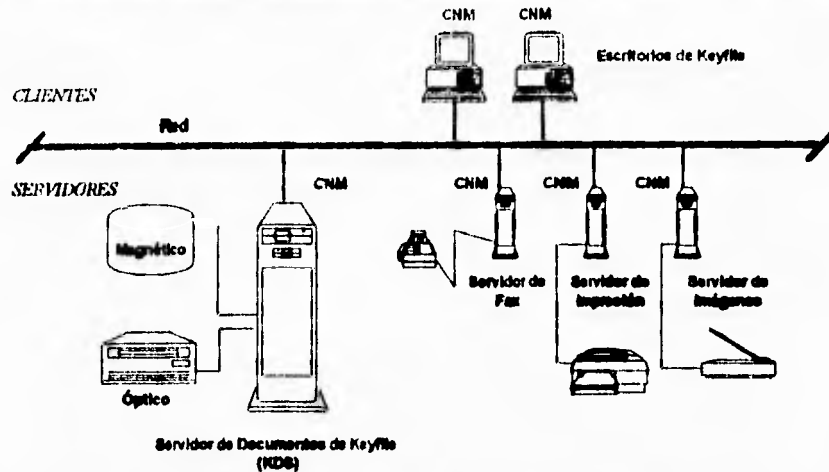 CNM CNM
Escritorios de Keyfile
CLIENTES
Red
SERVIDORES
CNM
CNM
CNM
CNM
Magnético
Servidor de
Fax
Servidor de
Impresión
Servidor de
Imágenes
Óptico
Servidor de Documentos de Keyfile
(KDS)